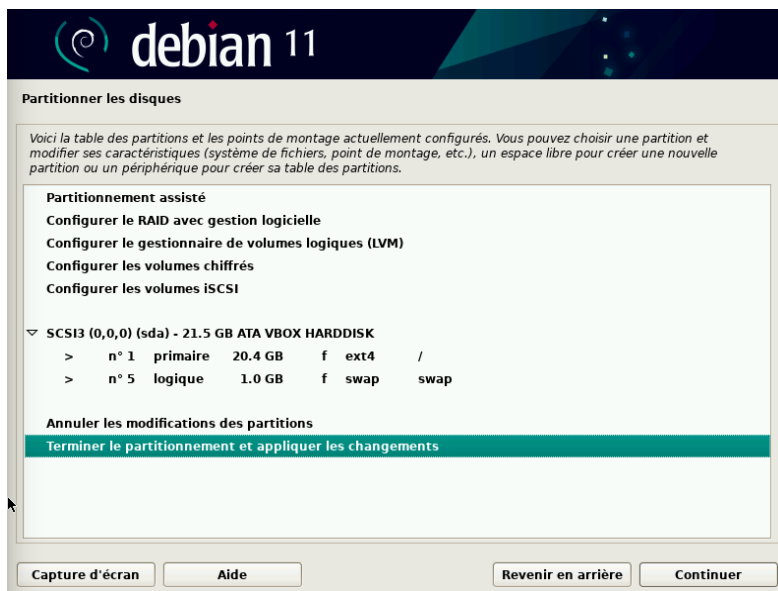 debian 11
Partitionner les disques
Voici la table des partitions et les points de montage actuellement configurés. Vous pouvez choisir une partition et
modifier ses caractéristiques (système de fichiers, point de montage, etc.), un espace libre pour créer une nouvelle
partition ou un périphérique pour créer sa table des partitions.
Partitionnement assisté
Configurer le RAID avec gestion logicielle
Configurer le gestionnaire de volumes logiques (LVM)
Configurer les volumes chiffrés
Configurer les volumes iSCSI
SCSI3 (0,0,0) (sda) - 21.5 GB ATA VBOX HARDDISK
> n° 1 primaire 20.4 GB f ext4 /
> n° 5 logique 1.0 GB f swap swap
Annuler les modifications des partitions
Terminer le partitionnement et appliquer les changements
Capture d'écran Aide Revenir en arrière Continuer